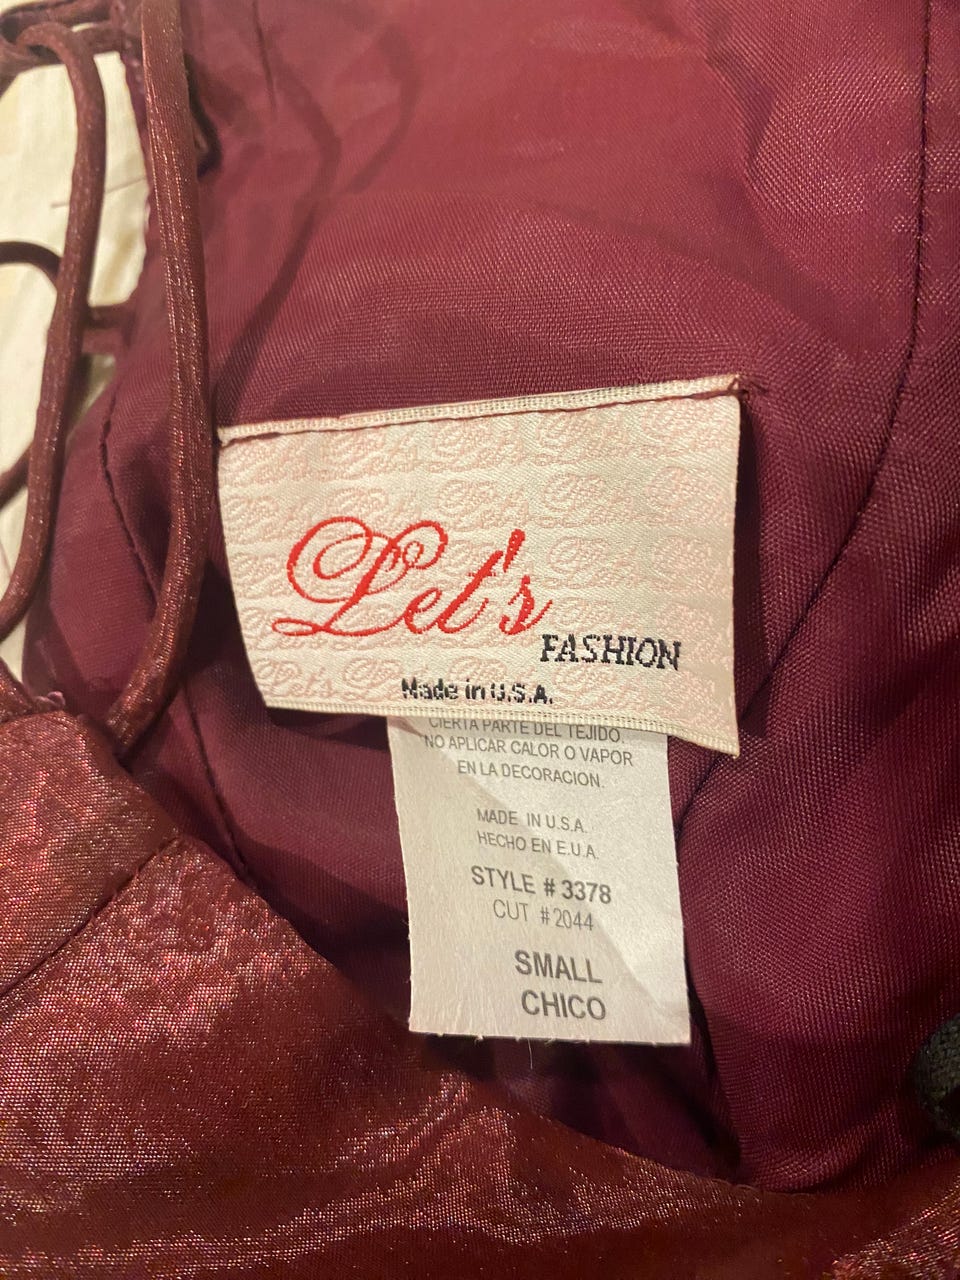 Let's
FASHION
Made in U.S.A.
CIERTA PARTE DEL TEJIDO.
NO APLICAR CALOR O VAPOR
EN LA DECORACION.
MADE IN U.S.A.
HECHO EN E.U.A.
STYLE # 3378
CUT #2044
SMALL
CHICO